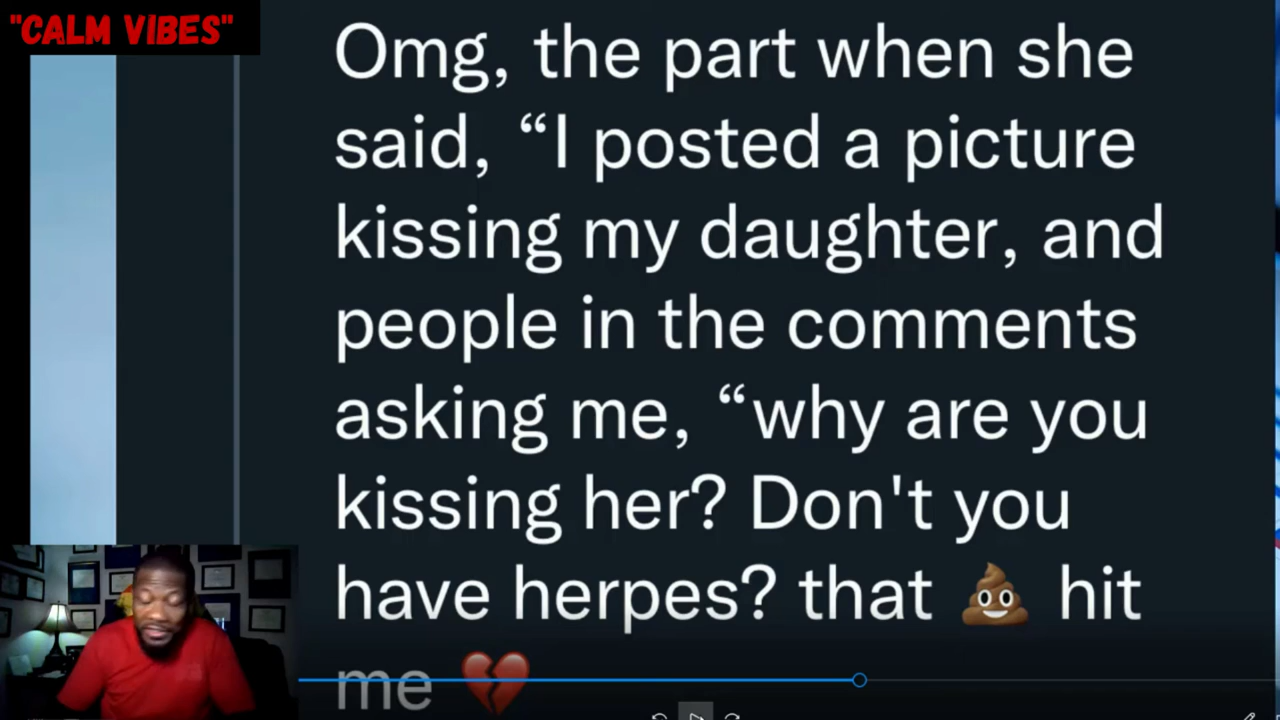 "CALM VIBES"
Omg, the part when she
said, “I posted a picture
kissing my daughter, and
people in the comments
asking me, “why are you
kissing her? Don't you
have herpes? that 💩 hit
me 💔